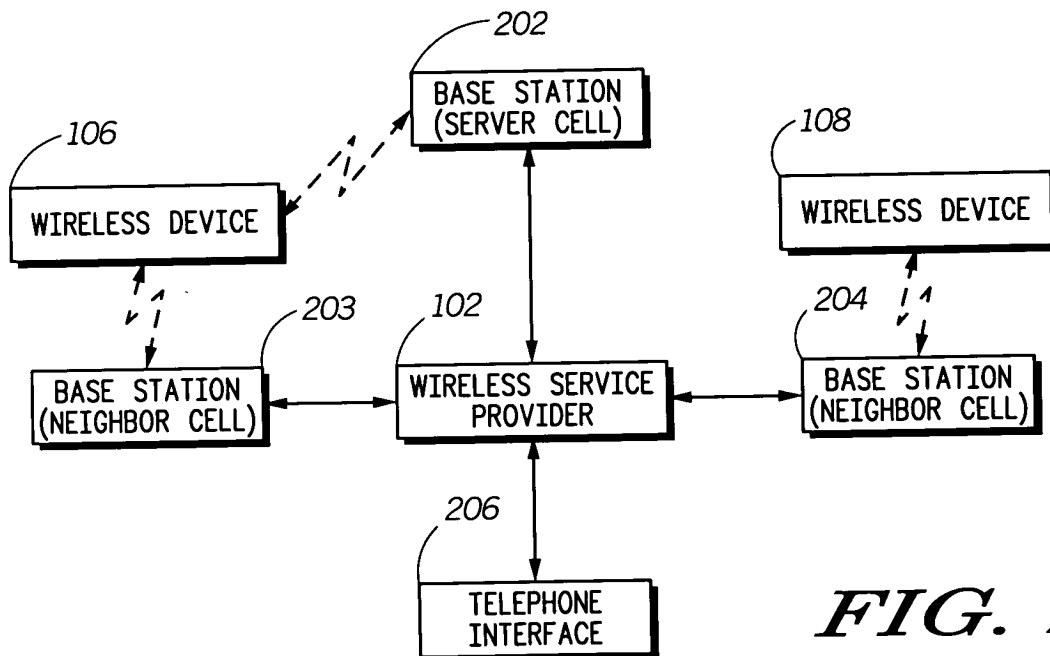 202
BASE STATION
(SERVER CELL)
106
108
WIRELESS DEVICE
WIRELESS DEVICE
203
102
204
BASE STATION
(NEIGHBOR CELL)
WIRELESS SERVICE
PROVIDER
BASE STATION
(NEIGHBOR CELL)
206
TELEPHONE
INTERFACE
FIG.